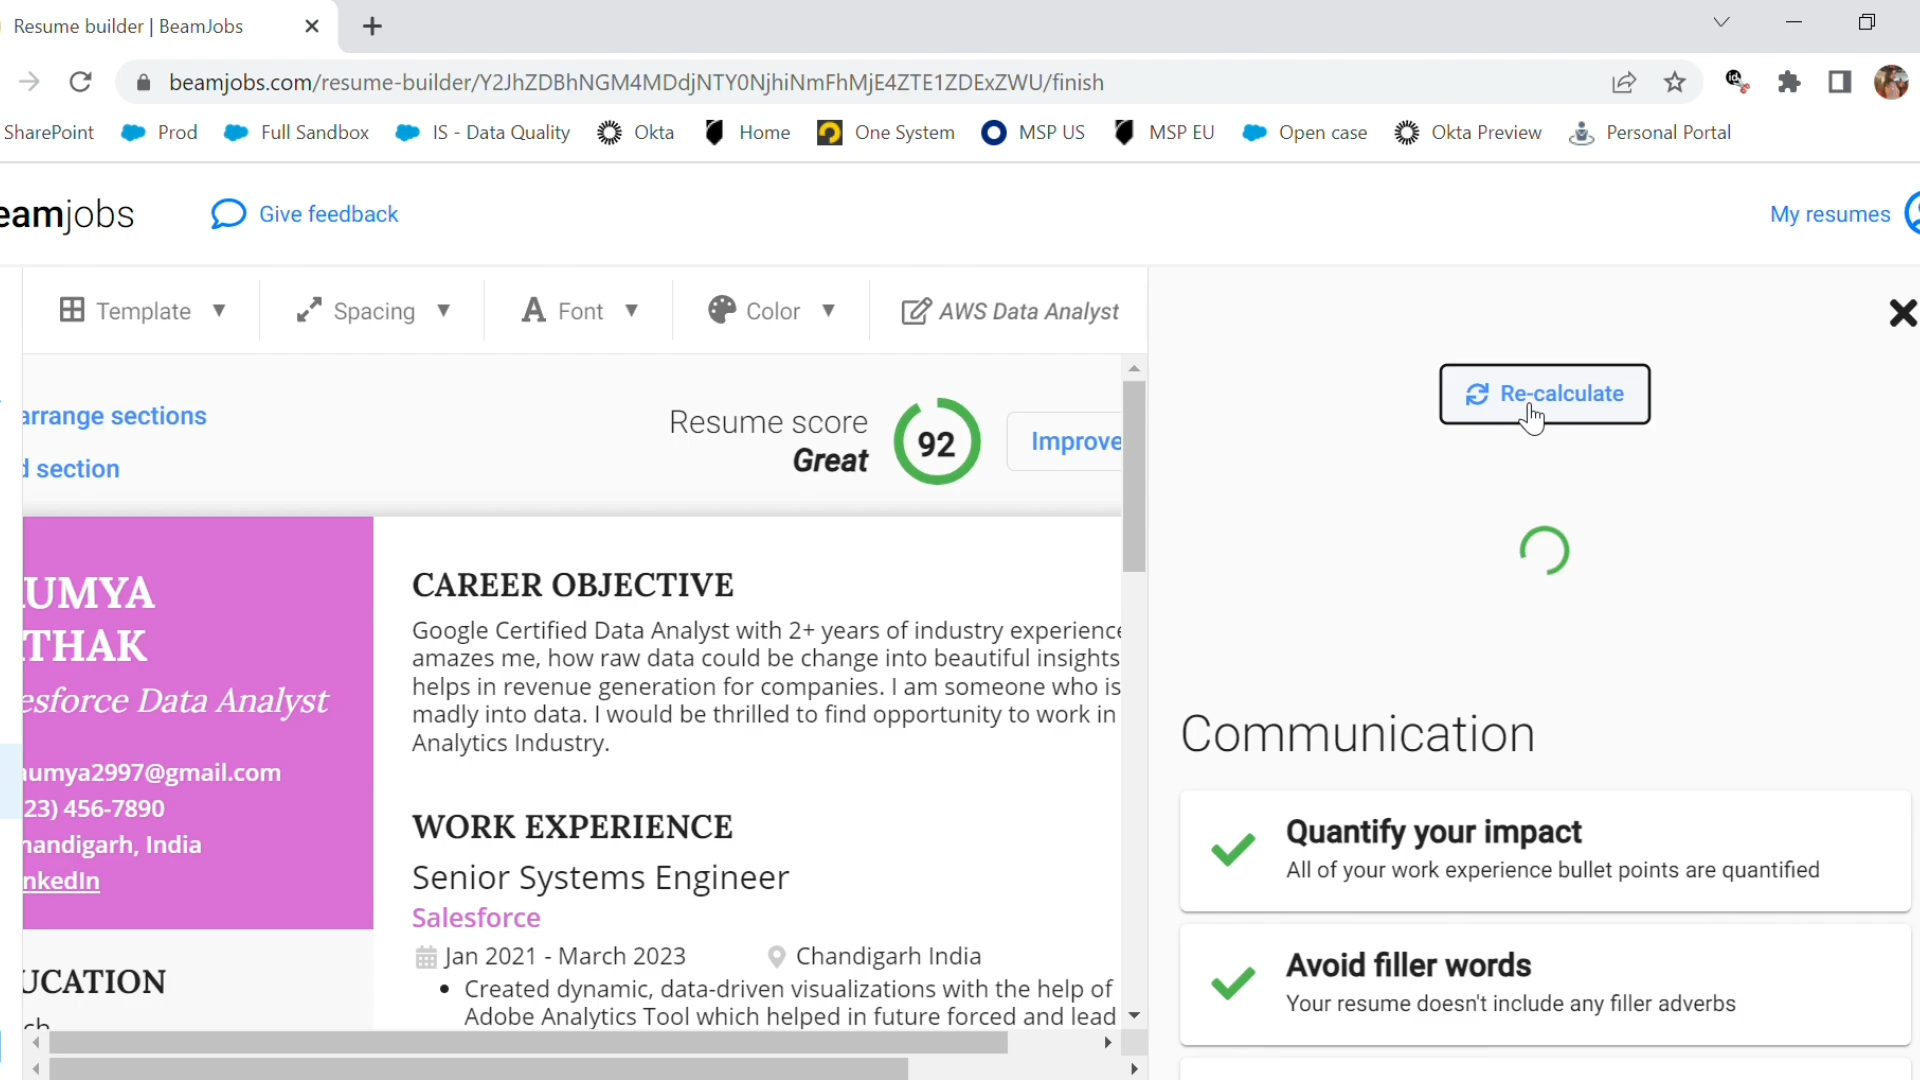 Resume builder | BeamJobs
beamjobs.com/resume-builder/Y2JhZDBhNGM4MDdjNTY0NjhiNmFhMjE4ZTE1ZDExZWU/finish
SharePoint Prod Full Sandbox IS - Data Quality Okta Home One System MSP US MSP EU Open case Okta Preview Personal Portal
eamjobs Give feedback My resumes
Template Spacing Font Color AWS Data Analyst
Re-calculate
arrange sections
Resume score
92
Great
Improve
d section
UMYA
THAK
esforce Data Analyst
umya2997@gmail.com
23) 456-7890
handigarh, India
nkedIn
UCATION
ch
CAREER OBJECTIVE
Google Certified Data Analyst with 2+ years of industry experience
amazes me, how raw data could be change into beautiful insights
helps in revenue generation for companies. I am someone who is
madly into data. I would be thrilled to find opportunity to work in
Analytics Industry.
WORK EXPERIENCE
Senior Systems Engineer
Salesforce
Jan 2021 - March 2023 Chandigarh India
• Created dynamic, data-driven visualizations with the help of
Adobe Analytics Tool which helped in future forced and lead
Communication
Quantify your impact
All of your work experience bullet points are quantified
Avoid filler words
Your resume doesn't include any filler adverbs